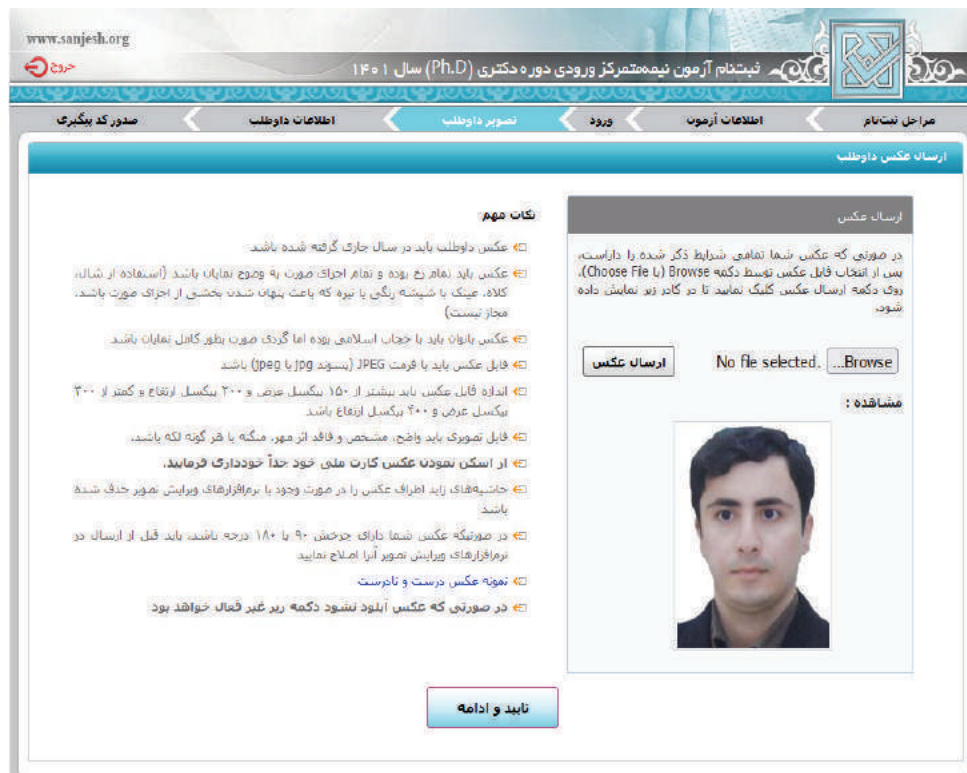 www.sanjesh.org
خروج
ثبتنام آزمون نیمه‌متمرکز ورودی دوره دکتری (Ph.D) سال ۱۴۰۱
مراحل ثبت‌نام
اطلاعات آزمون
ورود
تصویر داوطلب
اطلاعات داوطلب
صدور کد پیگیری
ارسال عکس داوطلب
ارسال عکس
در صورتی که عکس شما تمامی شرایط ذکر شده را داراست،
پس از انتخاب فایل عکس توسط دکمه Browse (یا Choose File)،
روی دکمه ارسال عکس کلیک نمایید تا در کادر زیر نمایش داده
شود.
Browse...
No file selected.
ارسال عکس
مشاهده :
نکات مهم
عکس داوطلب باید در سال جاری گرفته شده باشد
عکس باید تمام رخ بوده و تمام اجزای صورت به وضوح نمایان باشد (استفاده از شال،
کلاه، عینک با شیشه رنگی یا تیره که باعث پنهان شدن بخشی از اجزای صورت باشد،
مجاز نیست)
عکس بانوان باید با حجاب اسلامی بوده اما گردی صورت بطور کامل نمایان باشد
فایل عکس باید با فرمت JPEG (پسوند jpg یا jpeg) باشد
اندازه فایل عکس باید بیشتر از ۱۵۰ پیکسل عرض و ۲۰۰ پیکسل ارتفاع و کمتر از ۳۰۰
پیکسل عرض و ۴۰۰ پیکسل ارتفاع باشد
فایل تصویری باید واضح، مشخص و فاقد اثر مهر، منگنه یا هر گونه لکه باشد.
از اسکن نمودن عکس کارت ملی خود جداً خودداری فرمایید.
حاشیه‌های زاید اطراف عکس را در صورت وجود با نرم‌افزارهای ویرایش تصویر حذف شده
باشد
در صورتیکه عکس شما دارای چرخش ۹۰ یا ۱۸۰ درجه باشد، باید قبل از ارسال در
نرم‌افزارهای ویرایش تصویر آنرا اصلاح نمایید
نمونه عکس درست و نادرست
در صورتی که عکس آپلود نشود دکمه زیر غیر فعال خواهد بود
تایید و ادامه